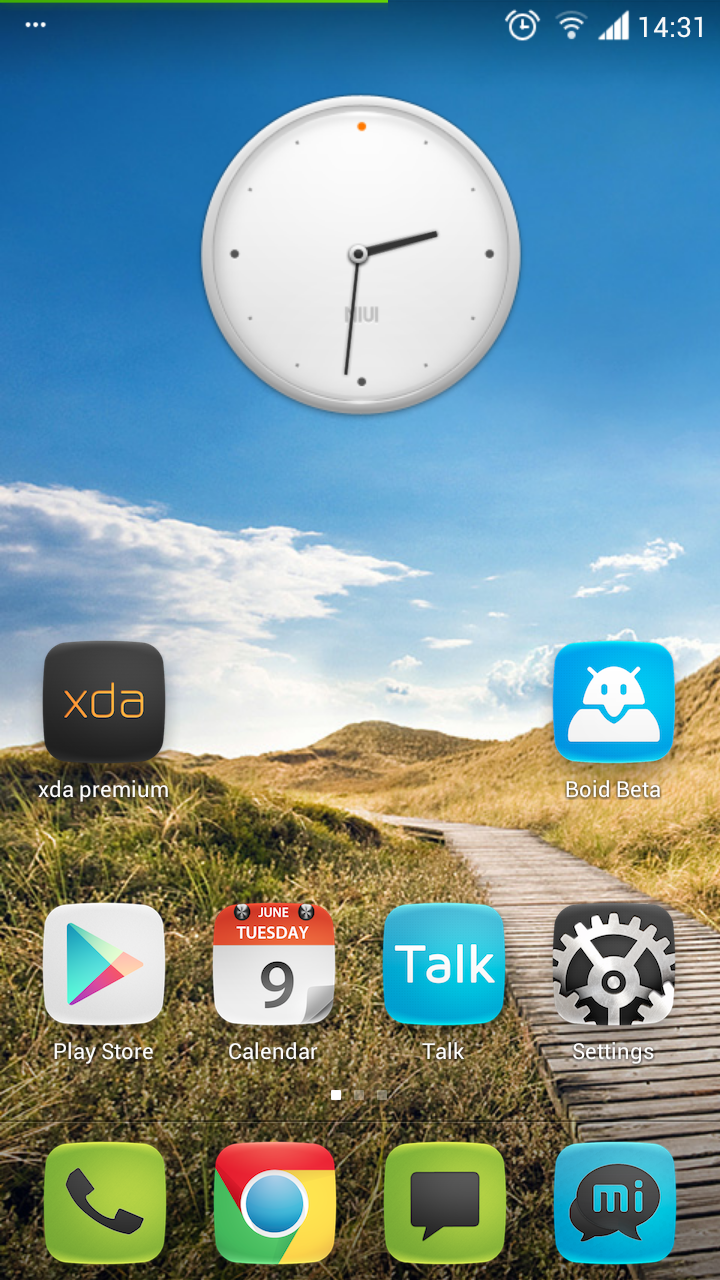 14:31
MIUI
xda
xda premium
Boid Beta
JUNE
TUESDAY
9
Talk
Play Store
Calendar
Talk
Settings
mi